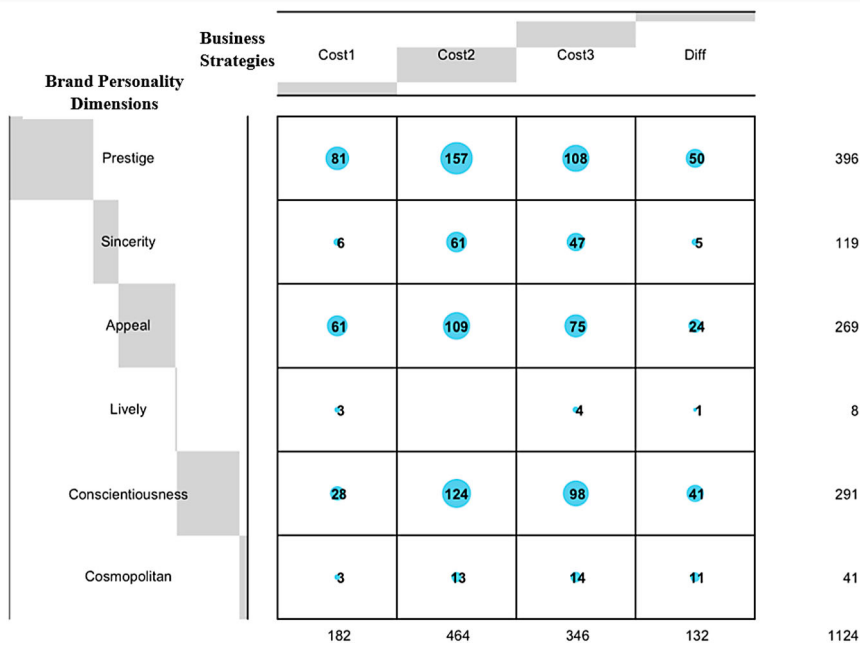 Business
Strategies
Cost1 Cost2 Cost3 Diff
Brand Personality
Dimensions
Prestige 81 157 108 50 396
Sincerity 6 61 47 5 119
Appeal 61 109 75 24 269
Lively 3 4 1 8
Conscientiousness 28 124 98 41 291
Cosmopolitan 3 13 14 11 41
182 464 346 132 1124